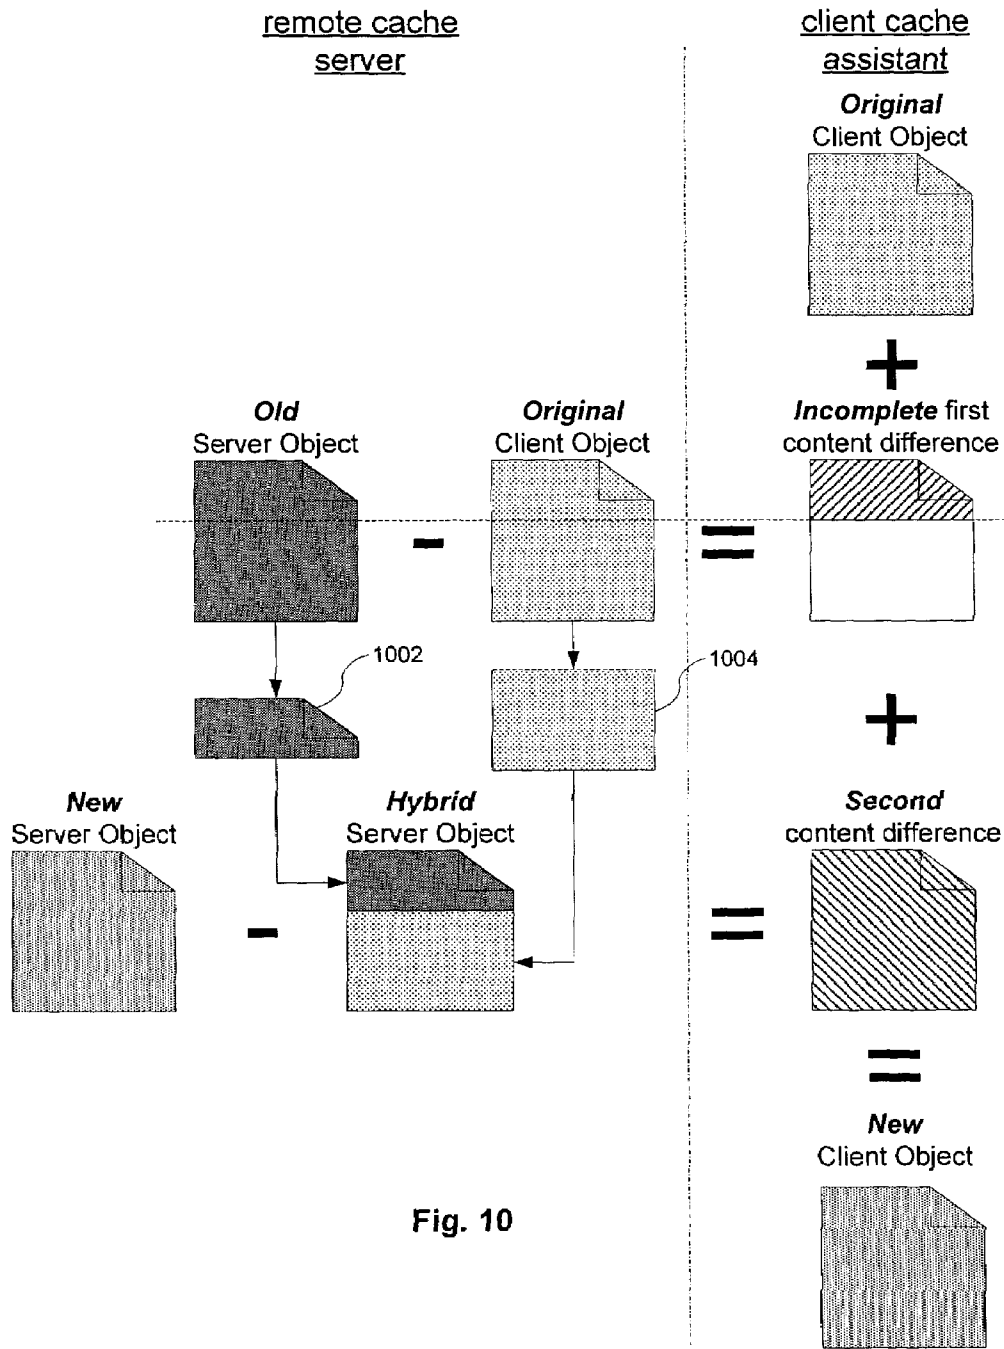 remote cache
server
client cache
assistant
Original
Client Object
Old
Server Object
Original
Client Object
Incomplete first
content difference
1002
1004
New
Server Object
Hybrid
Server Object
Second
content difference
New
Client Object
Fig. 10